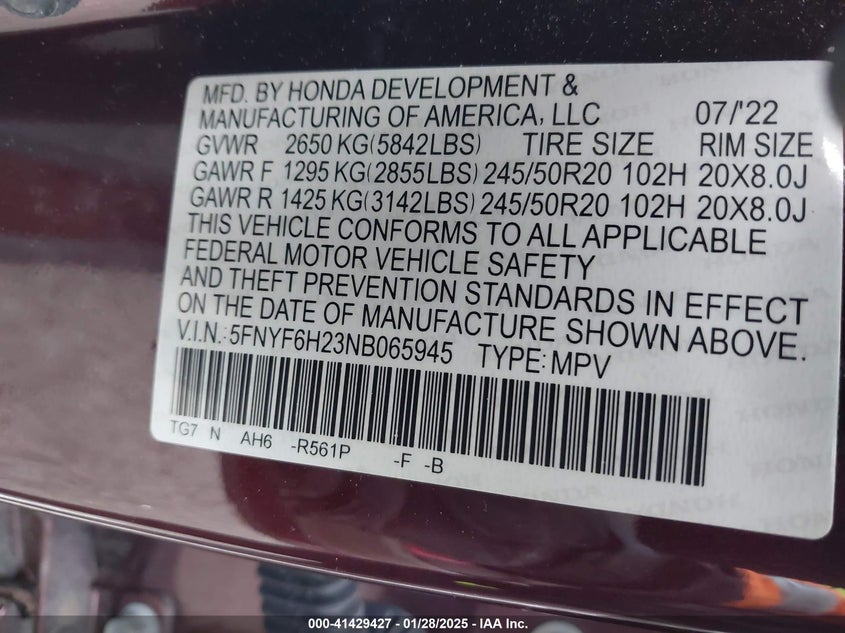 MFD. BY HONDA DEVELOPMENT &
MANUFACTURING OF AMERICA, LLC 07/'22
GVWR 2650 KG(5842LBS) TIRE SIZE RIM SIZE
GAWR F 1295 KG(2855LBS) 245/50R20 102H 20X8.0J
GAWR R 1425 KG(3142LBS) 245/50R20 102H 20X8.0J
THIS VEHICLE CONFORMS TO ALL APPLICABLE
FEDERAL MOTOR VEHICLE SAFETY
AND THEFT PREVENTION STANDARDS IN EFFECT
ON THE DATE OF MANUFACTURE SHOWN ABOVE.
V.I.N.:5FNYF6H23NB065945 TYPE:MPV
TG7 N AH6 -R561P -F -B
000-41429427 - 01/28/2025 - IAA Inc.